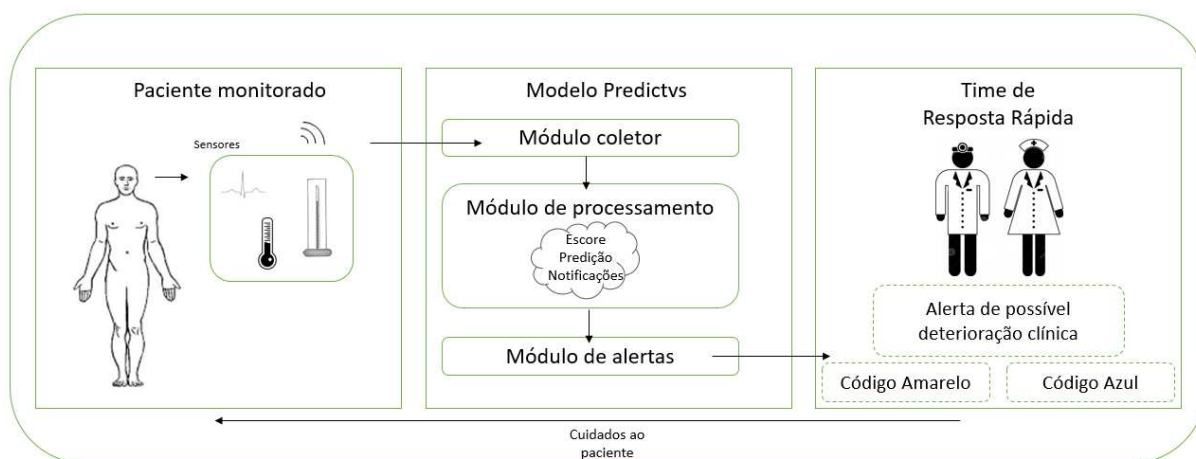 Paciente monitorado
Sensores
Modelo Predictvs
Módulo coletor
Módulo de processamento
Escore
Predição
Notificações
Módulo de alertas
Time de
Resposta Rápida
Alerta de possível
deterioração clínica
Código Amarelo
Código Azul
Cuidados ao
paciente